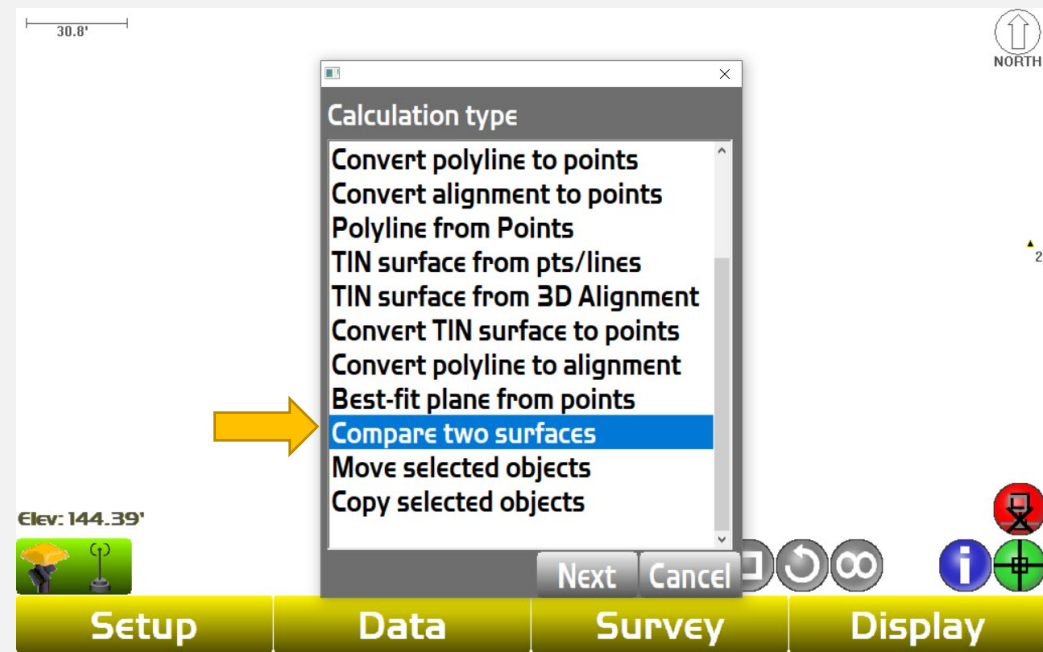 30.8'
NORTH
Calculation type
Convert polyline to points
Convert alignment to points
Polyline from Points
TIN surface from pts/lines
TIN surface from 3D Alignment
Convert TIN surface to points
Convert polyline to alignment
Best-fit plane from points
Compare two surfaces
Move selected objects
Copy selected objects
2
Elev: 144.39'
Next Cancel
Setup Data Survey Display